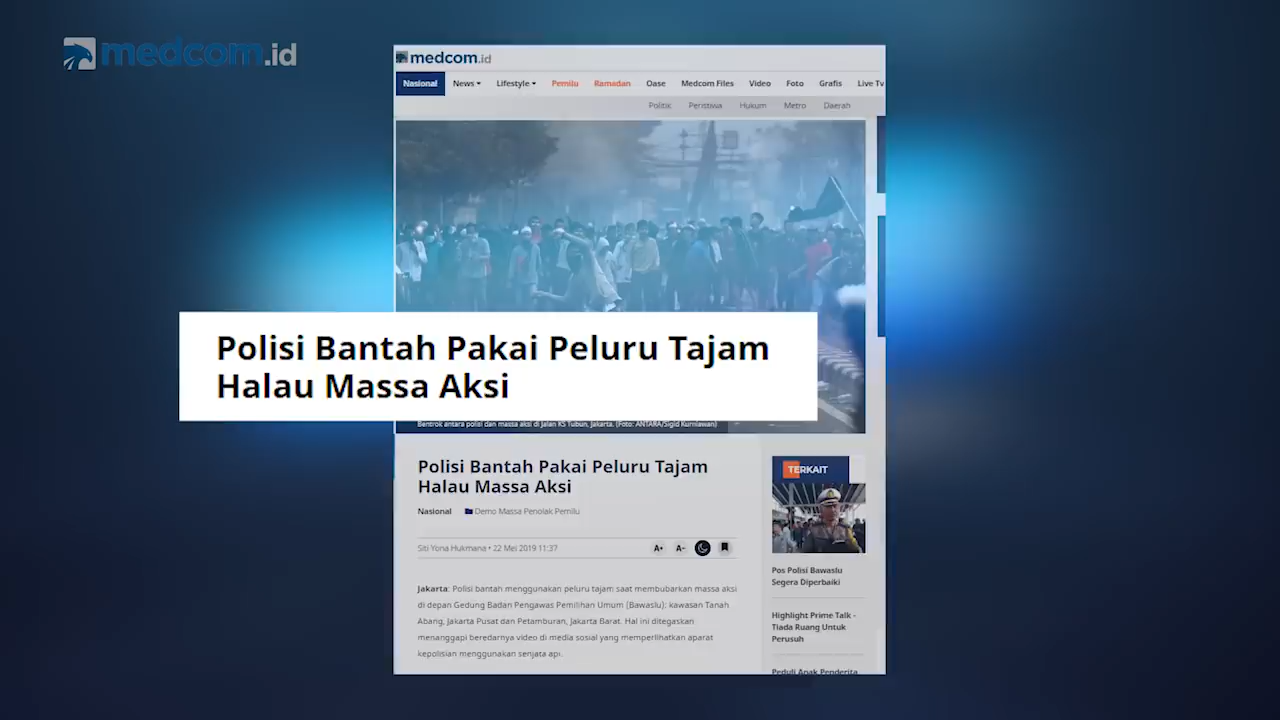 medcom.id
medcom.id
Nasional News Lifestyle Pemilu Ramadan Oase Medcom Files Video Foto Grafis Live Tv
Politik Peristiwa Hukum Metro Daerah
Polisi Bantah Pakai Peluru Tajam
Halau Massa Aksi
Bentrok antara polisi dan massa aksi di Jalan KS Tubun, Jakarta. (Foto: ANTARA/Sigid Kurniawan)
Polisi Bantah Pakai Peluru Tajam
Halau Massa Aksi
Nasional Demo Massa Penolak Pemilu
Siti Yona Hukmana • 22 Mei 2019 11:37
A+ A-
Jakarta: Polisi bantah menggunakan peluru tajam saat membubarkan massa aksi
di depan Gedung Badan Pengawas Pemilihan Umum (Bawaslu); kawasan Tanah
Abang, Jakarta Pusat dan Petamburan, Jakarta Barat. Hal ini ditegaskan
menanggapi beredarnya video di media sosial yang memperlihatkan aparat
kepolisian menggunakan senjata api.
TERKAIT
Pos Polisi Bawaslu
Segera Diperbaiki
Highlight Prime Talk -
Tiada Ruang Untuk
Perusuh
Peduli Anak Penderita